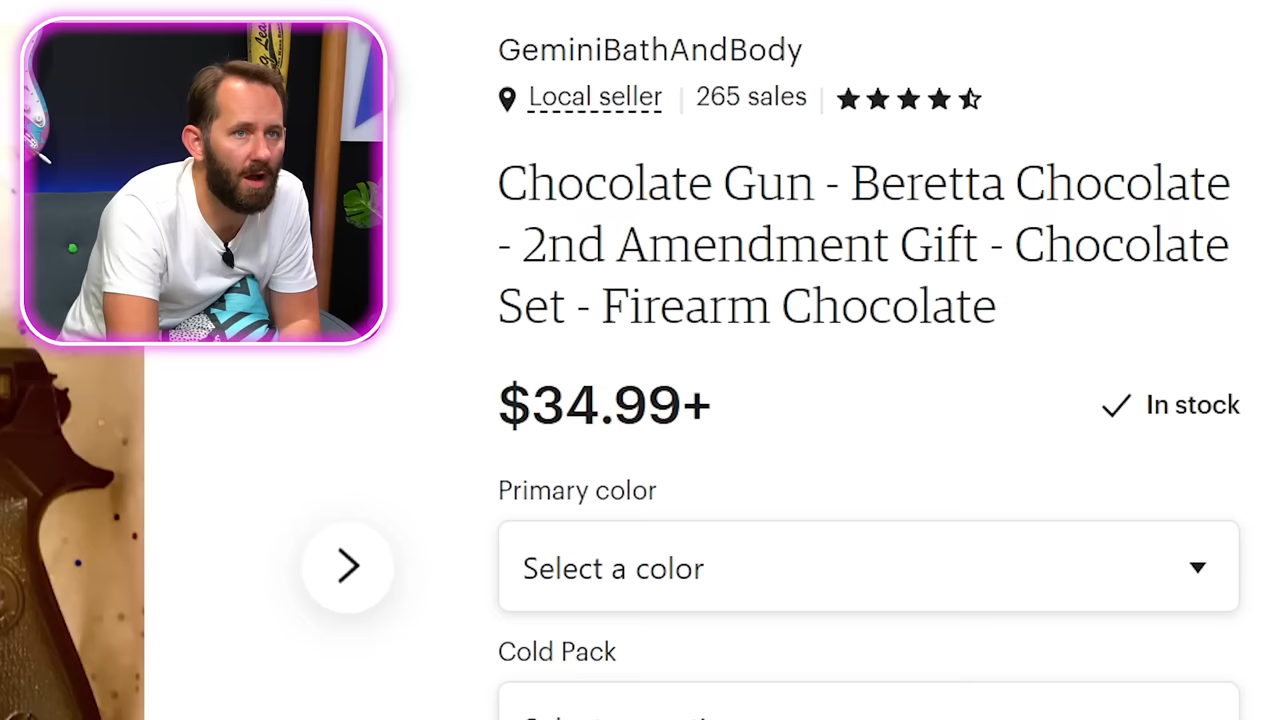 GeminiBathAndBody
Local seller | 265 sales |
Chocolate Gun - Beretta Chocolate
- 2nd Amendment Gift - Chocolate
Set - Firearm Chocolate
$34.99+
In stock
Primary color
Select a color
Cold Pack